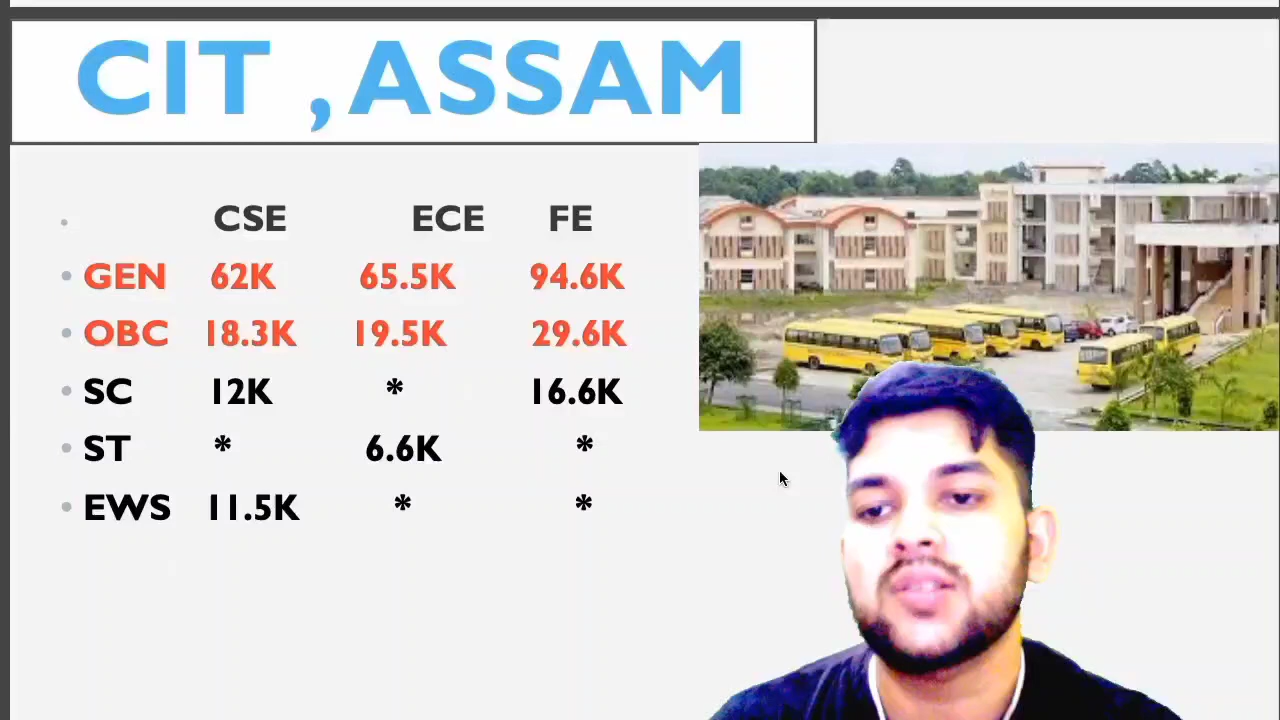 CIT , ASSAM
CSE ECE FE
GEN 62K 65.5K 94.6K
OBC 18.3K 19.5K 29.6K
SC 12K * 16.6K
ST * 6.6K *
EWS 11.5K * *